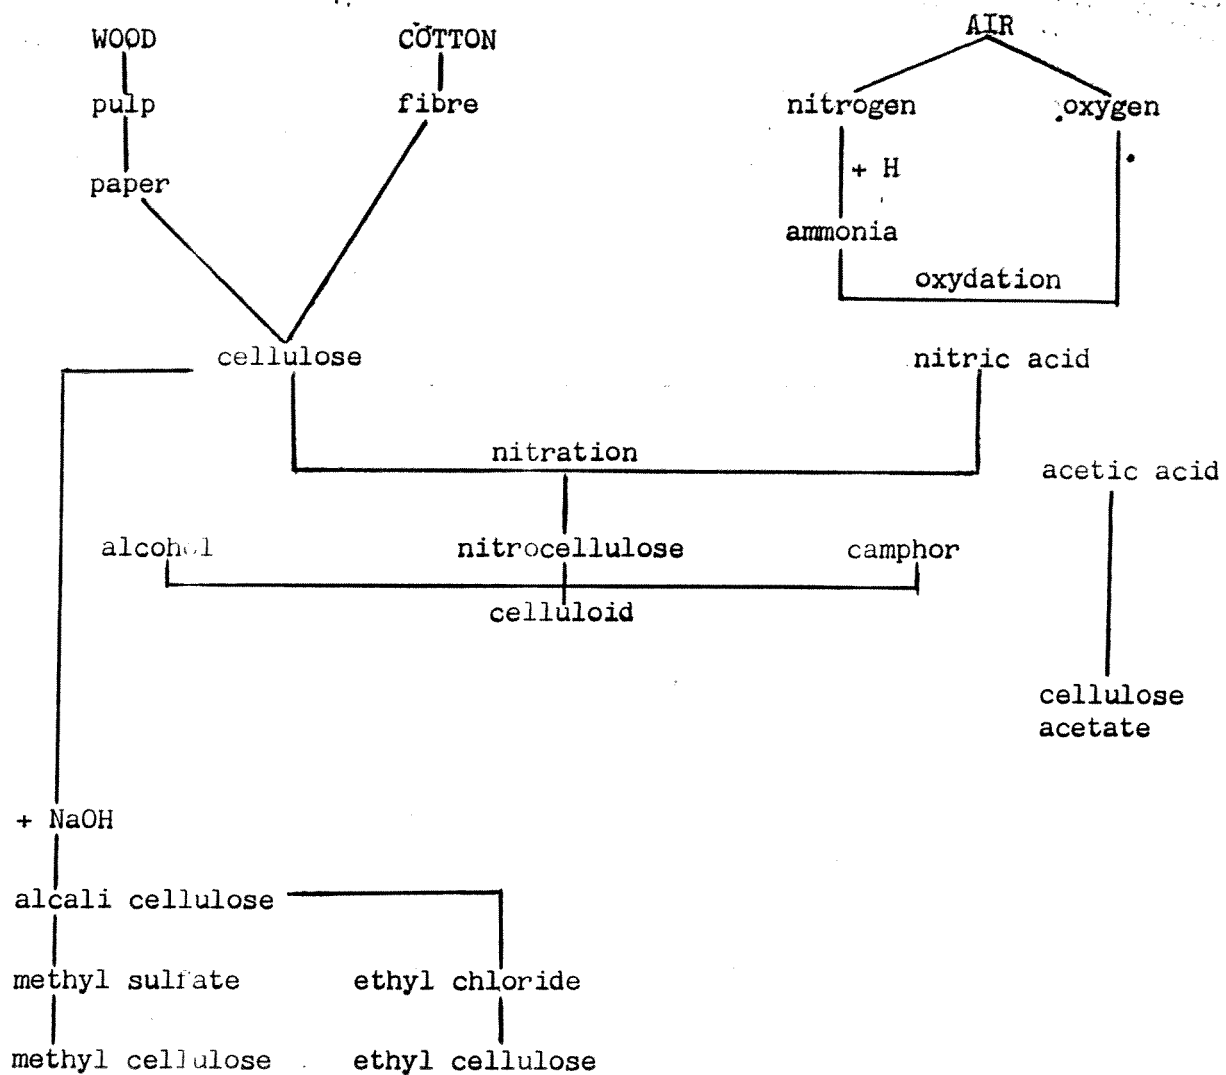 WOOD COTTON AIR
pulp fibre nitrogen oxygen
paper + H
ammonia
oxydation
cellulose nitric acid
nitration
acetic acid
alcohol nitrocellulose camphor
celluloid
cellulose
acetate
+ NaOH
alcali cellulose
methyl sulfate ethyl chloride
methyl cellulose ethyl cellulose